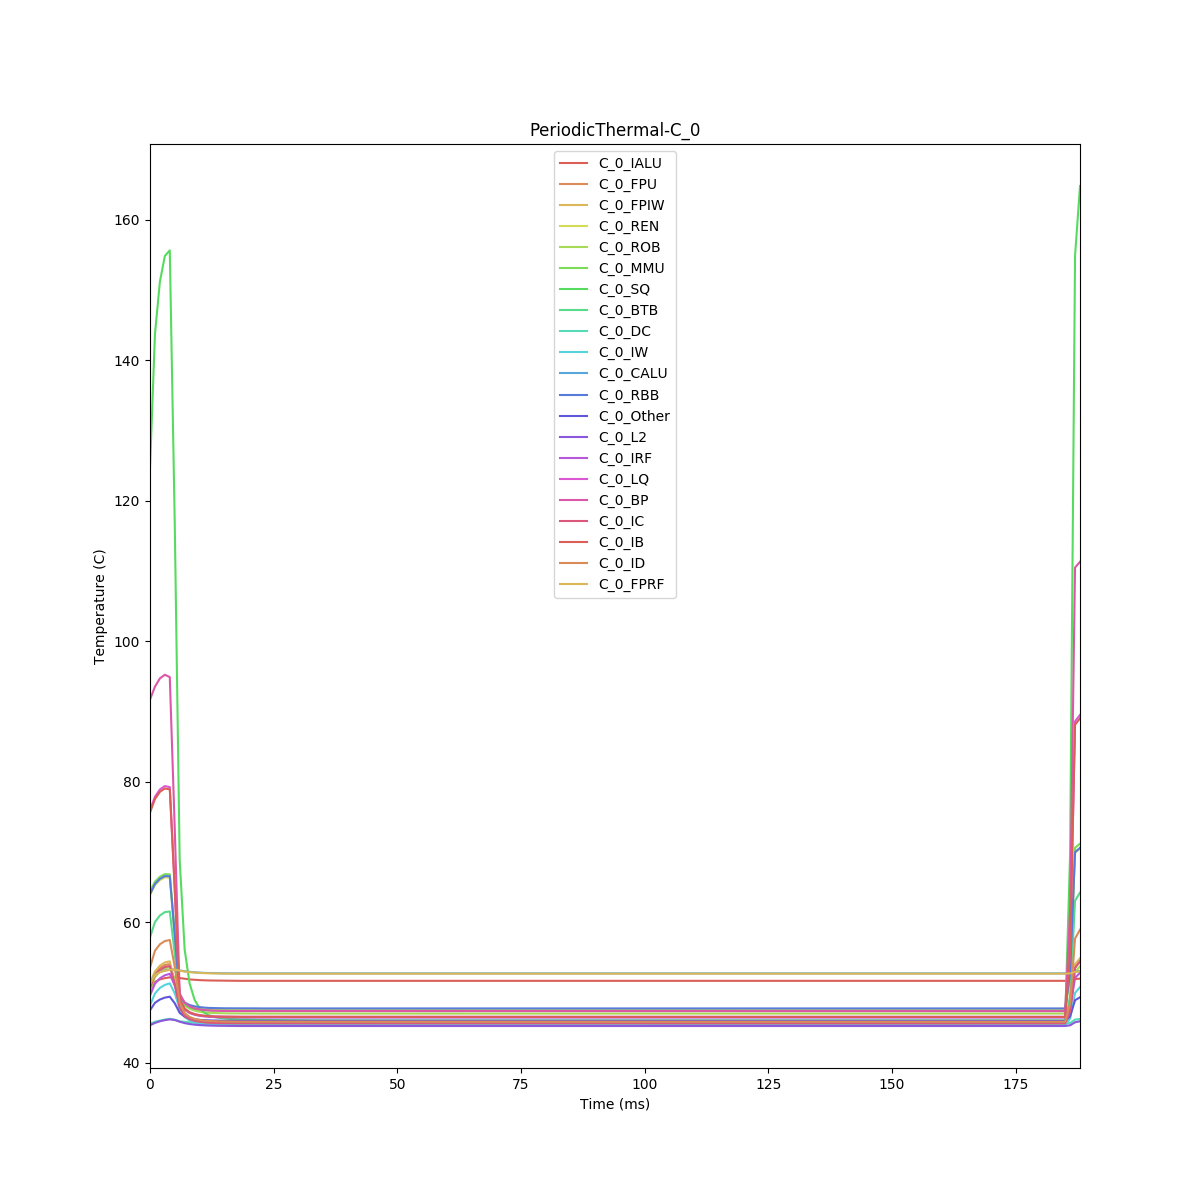 PeriodicThermal-C_0
C_0_IALU
C_0_FPU
C_0_FPIW
C_0_REN
C_0_ROB
C_0_MMU
C_0_SQ
C_0_BTB
C_0_DC
C_0_IW
C_0_CALU
C_0_RBB
C_0_Other
C_0_L2
C_0_IRF
C_0_LQ
C_0_BP
C_0_IC
C_0_IB
C_0_ID
C_0_FPRF
Temperature (C)
160
140
120
100
80
60
40
0 25 50 75 100 125 150 175
Time (ms)